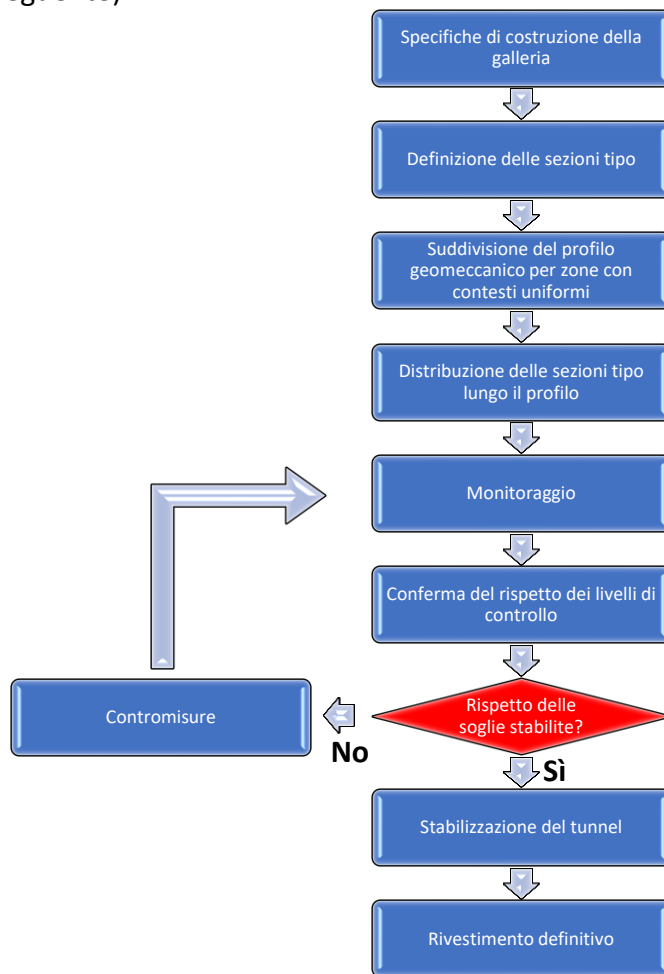 eguente)
Specifiche di costruzione della
galleria
Definizione delle sezioni tipo
Suddivisione del profilo
geomeccanico per zone con
contesti uniformi
Distribuzione delle sezioni tipo
lungo il profilo
Monitoraggio
Conferma del rispetto dei livelli di
controllo
Rispetto delle
soglie stabilite?
Contromisure
No
Sì
Stabilizzazione del tunnel
Rivestimento definitivo